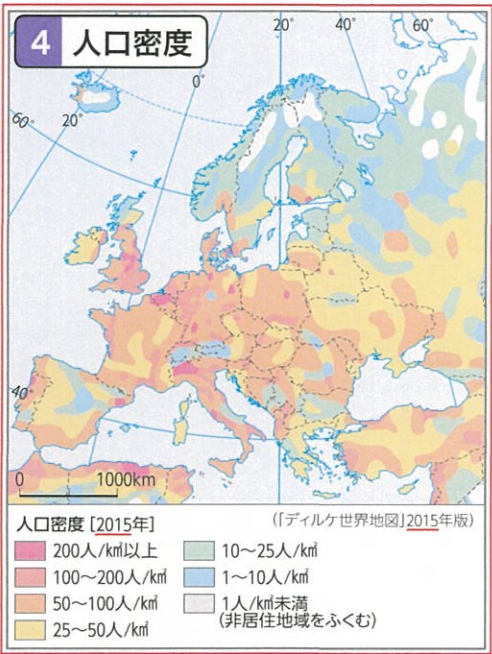 4 人口密度
20° 40° 60°
0°
60° 20°
40°
0 1000km
人口密度 [2015年]
(「ディルケ世界地図」2015年版)
200人/km²以上
100～200人/km²
50～100人/km²
25～50人/km²
10～25人/km²
1～10人/km²
1人/km²未満
(非居住地域をふくむ)